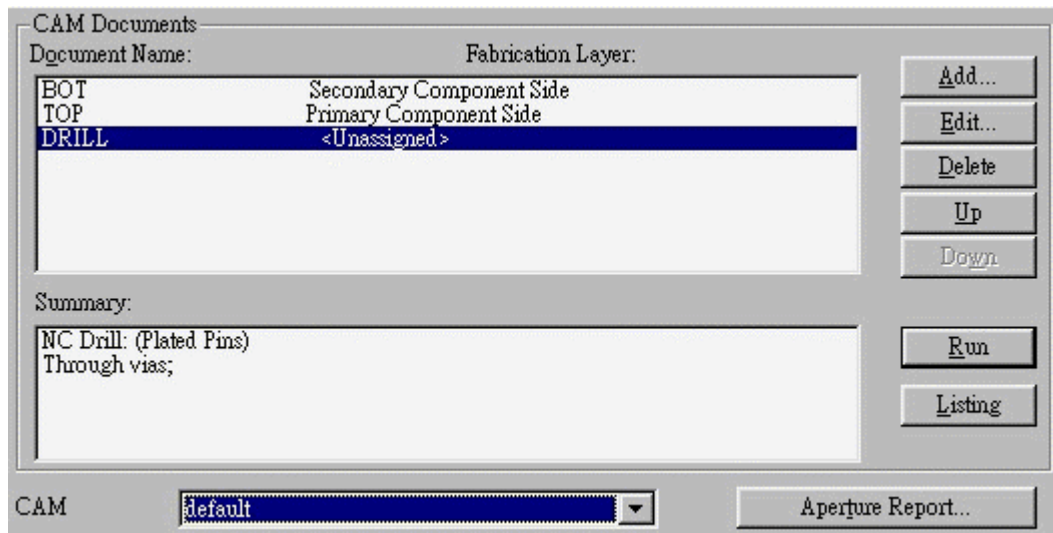 CAM Documents
Document Name: Fabrication Layer:
BOT Secondary Component Side
TOP Primary Component Side
DRILL <Unassigned>
Add...
Edit...
Delete
Up
Down
Summary:
NC Drill: (Plated Pins)
Through vias;
Run
Listing
CAM default Aperture Report...